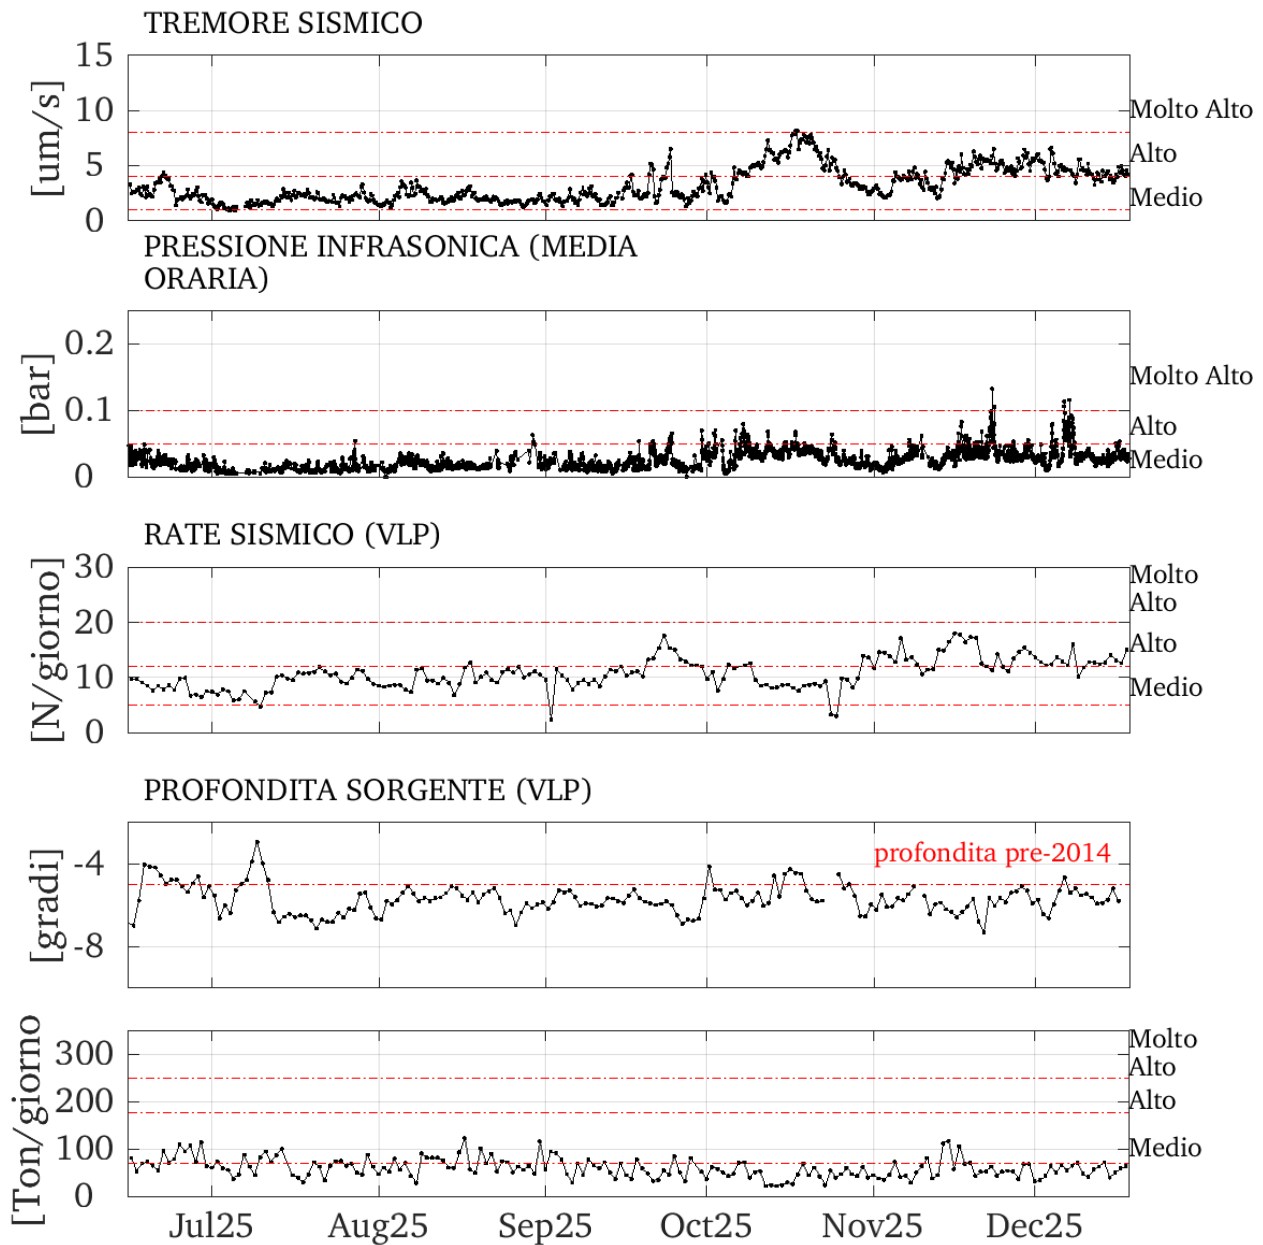 TREMORE SISMICO
15
10
5
0
[um/s]
Molto Alto
Alto
Medio
PRESSIONE INFRASONICA (MEDIA
ORARIA)
0.2
0.1
0
[bar]
Molto Alto
Alto
Medio
RATE SISMICO (VLP)
30
20
10
0
[N/giorno]
Molto
Alto
Alto
Medio
PROFONDITA SORGENTE (VLP)
-4
-8
[gradi]
profondita pre-2014
300
200
100
0
[Ton/giorno
Molto
Alto
Alto
Medio
Jul25 Aug25 Sep25 Oct25 Nov25 Dec25